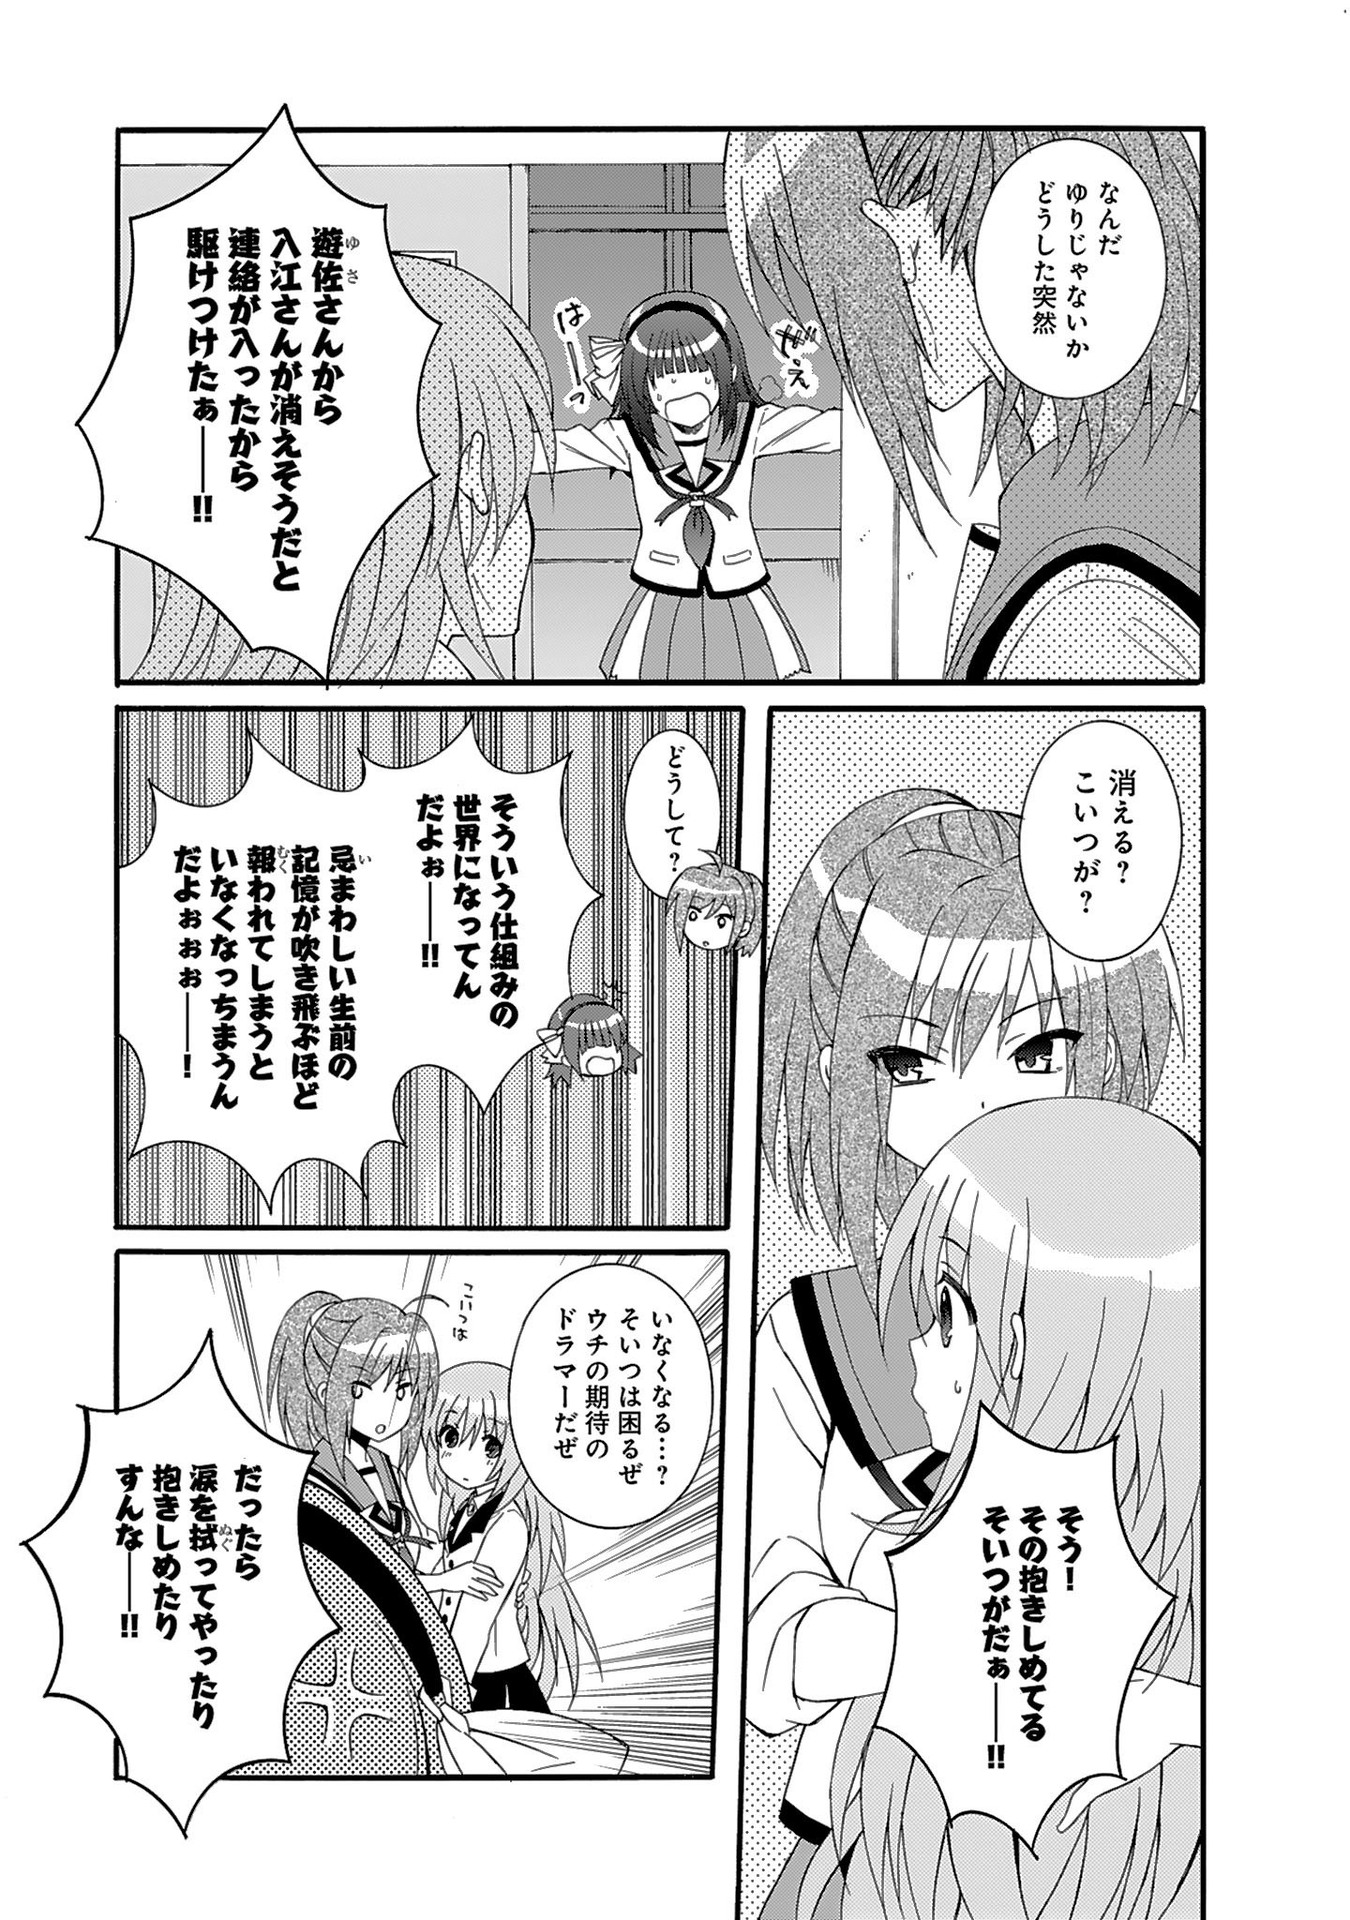 なんだ
ゆりじゃないか
どうした突然
ぜぇ
ぜぇ
はーっ
遊佐さんから
入江さんが消えそうだと
連絡が入ったから
駆けつけたぁ──!!
消える?
こいつが?
そう!
その抱きしめてる
そいつがだぁ──!!
どうして?
そういう仕組みの
世界になってん
だよぉ──!!
忌まわしい生前の
記憶が吹き飛ぶほど
報われてしまうと
いなくなっちまうん
だよぉぉぉ──!
いなくなる…?
そいつは困るぜ
ウチの期待の
ドラマーだぜ
こいつは
だったら
涙を拭ってやったり
抱きしめたり
すんな──!!